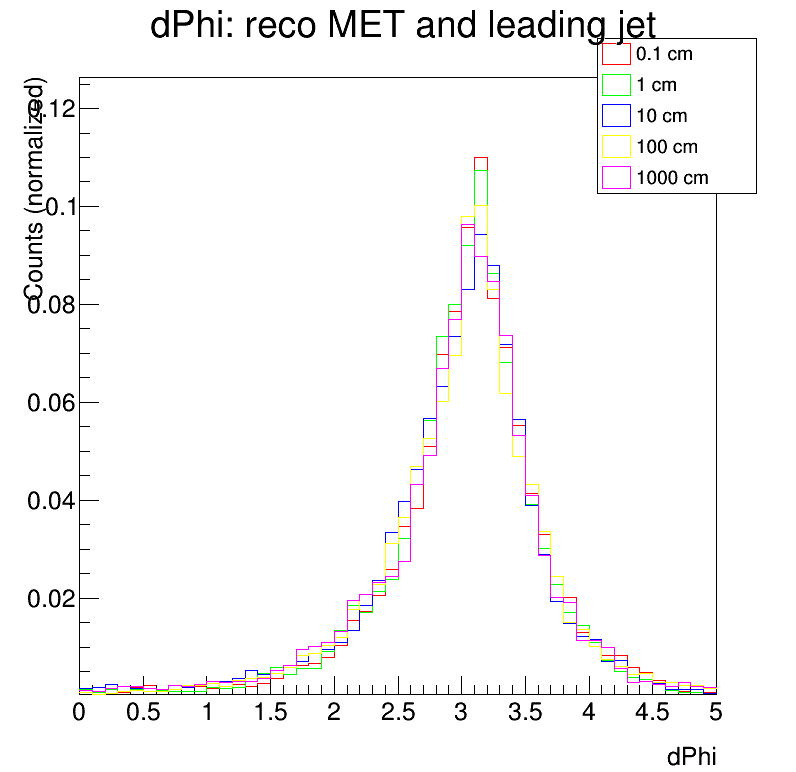 dPhi: reco MET and leading jet
0.1 cm
1 cm
10 cm
100 cm
1000 cm
Counts (normalized)
0.12
0.1
0.08
0.06
0.04
0.02
0 0.5 1 1.5 2 2.5 3 3.5 4 4.5 5
dPhi